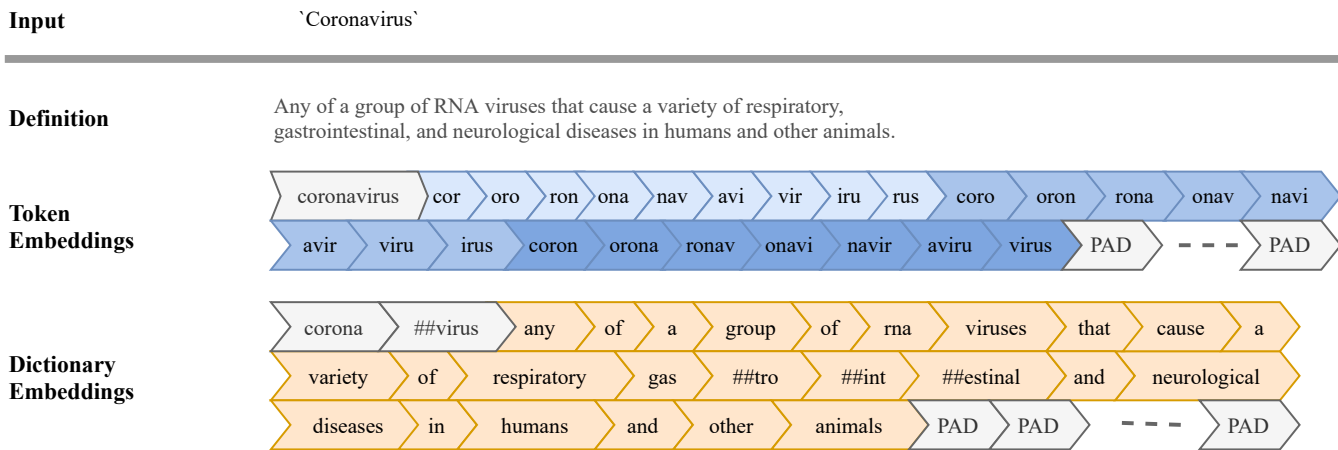 Input `Coronavirus`
Definition Any of a group of RNA viruses that cause a variety of respiratory,
gastrointestinal, and neurological diseases in humans and other animals.
Token Embeddings
coronavirus cor oro ron ona nav avi vir iru rus coro oron rona onav navi
avir viru irus coron orona ronav onavi navir aviru virus PAD PAD
Dictionary Embeddings
corona ##virus any of a group of rna viruses that cause a
variety of respiratory gas ##tro ##int ##estinal and neurological
diseases in humans and other animals PAD PAD PAD